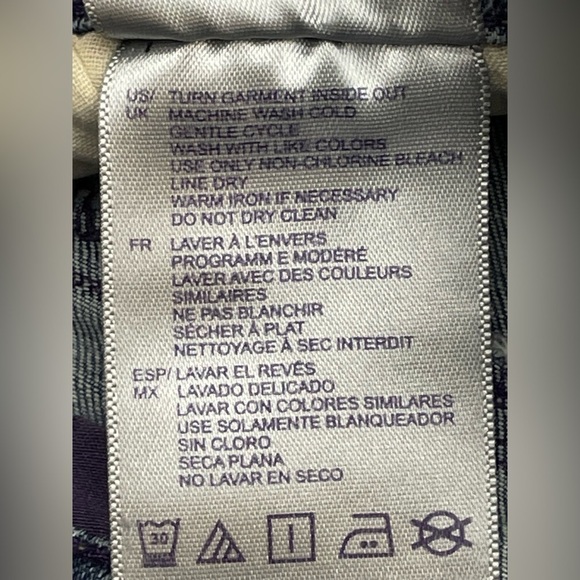 US/ TURN GARMENT INSIDE OUT
UK MACHINE WASH COLD
GENTLE CYCLE
WASH WITH LIKE COLORS
USE ONLY NON-CHLORINE BLEACH
LINE DRY
WARM IRON IF NECESSARY
DO NOT DRY CLEAN
FR LAVER À L'ENVERS
PROGRAMM E MODÉRÉ
LAVER AVEC DES COULEURS
SIMILAIRES
NE PAS BLANCHIR
SÉCHER À PLAT
NETTOYAGE À SEC INTERDIT
ESP/ LAVAR EL REVÉS
MX LAVADO DELICADO
LAVAR CON COLORES SIMILARES
USE SOLAMENTE BLANQUEADOR
SIN CLORO
SECA PLANA
NO LAVAR EN SECO
30